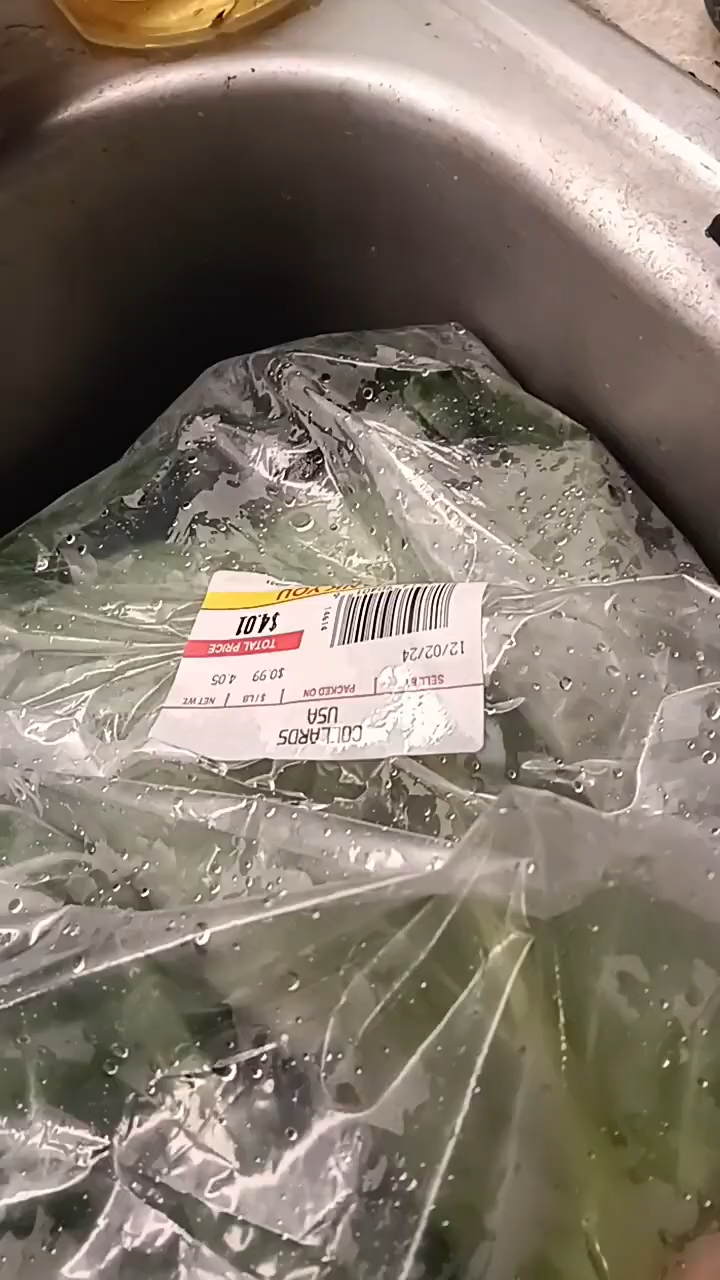 COLLARDS
USA
SELL BY PACKED ON $/LB NET WT
12/02/24 $0.99 4.05
TOTAL PRICE
$4.01